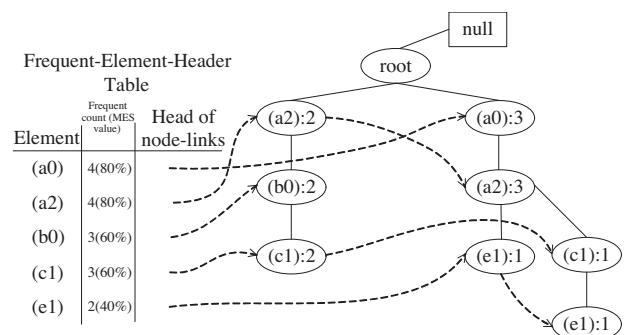 null
root
Frequent-Element-Header
Table
Element
Frequent
count (MES
value)
Head of
node-links
(a0) 4(80%)
(a2) 4(80%)
(b0) 3(60%)
(c1) 3(60%)
(e1) 2(40%)
(a2):2 (a0):3
(b0):2 (a2):3
(c1):2 (e1):1 (c1):1
(e1):1